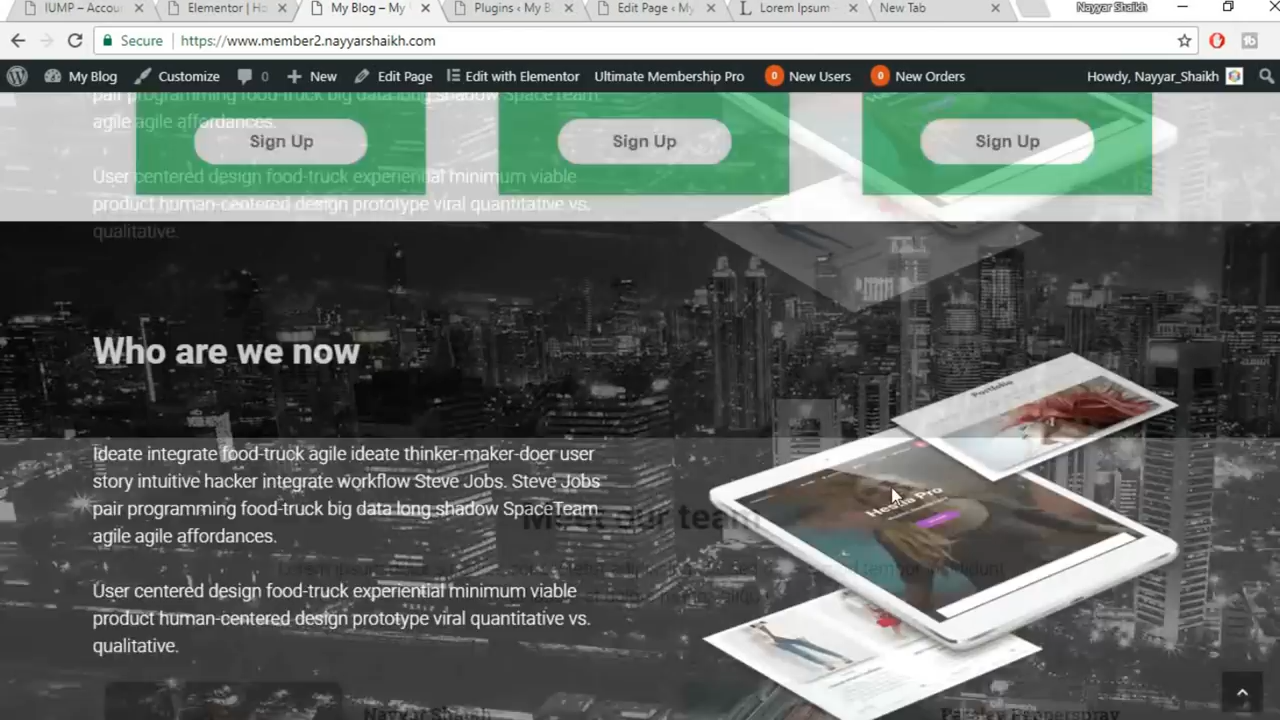 IUMP – Accou
Elementor | Ho
My Blog – My
Plugins ‹ My B
Edit Page ‹ My
Lorem Ipsum -
New Tab
Nayyar Shaikh
Secure
https://www.member2.nayyarshaikh.com
My Blog
Customize
0
New
Edit Page
Edit with Elementor
Ultimate Membership Pro
0 New Users
0 New Orders
Howdy, Nayyar_Shaikh
pair programming food-truck big data long shadow SpaceTeam
agile agile affordances.
Sign Up
Sign Up
Sign Up
User centered design food-truck experiential minimum viable
product human-centered design prototype viral quantitative vs.
qualitative.
Who are we now
Portfolio
Ideate integrate food-truck agile ideate thinker-maker-doer user
story intuitive hacker integrate workflow Steve Jobs. Steve Jobs
pair programming food-truck big data long shadow SpaceTeam
agile agile affordances.
Hestia Pro
Meet our team
User centered design food-truck experiential minimum viable
product human-centered design prototype viral quantitative vs.
qualitative.
Nayyar Shaikh
Parsley Pepperspray